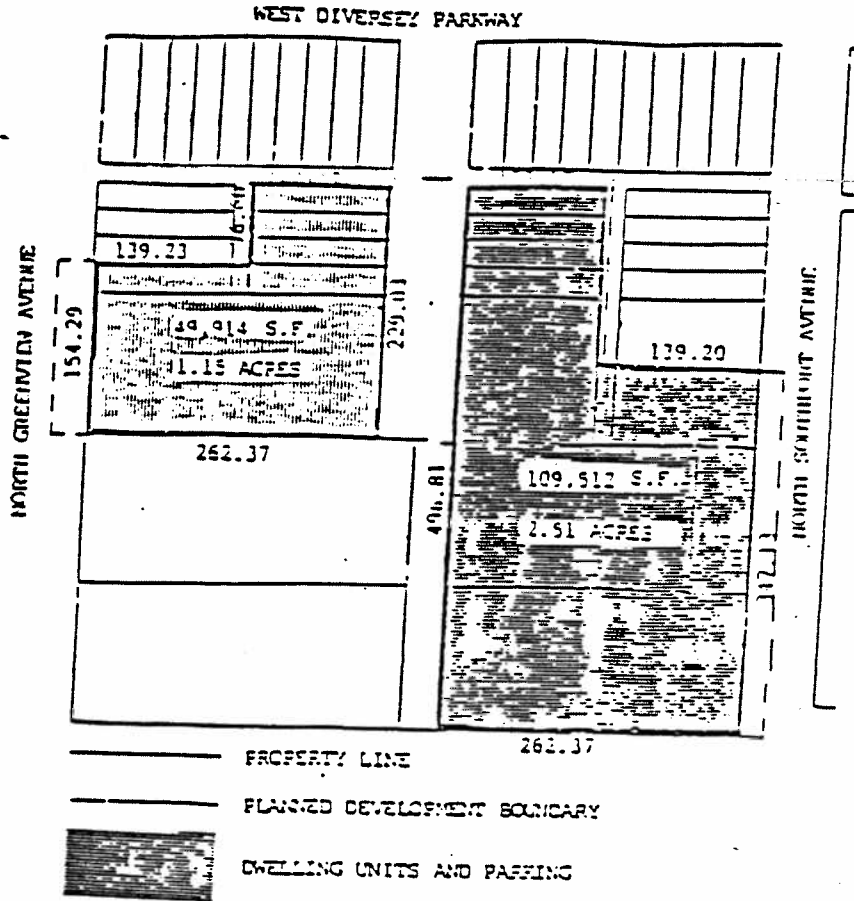 WEST DIVERSEY PARKWAY
139.23
NORTH GREENVIEW AVENUE
154.29
229.03
49,914 S.F.
1.15 ACRES
262.37
139.20
NORTH SOUTHPORT AVENUE
496.81
109,512 S.F.
2.51 ACRES
262.37
PROPERTY LINE
PLANNED DEVELOPMENT BOUNDARY
DWELLING UNITS AND PARKING